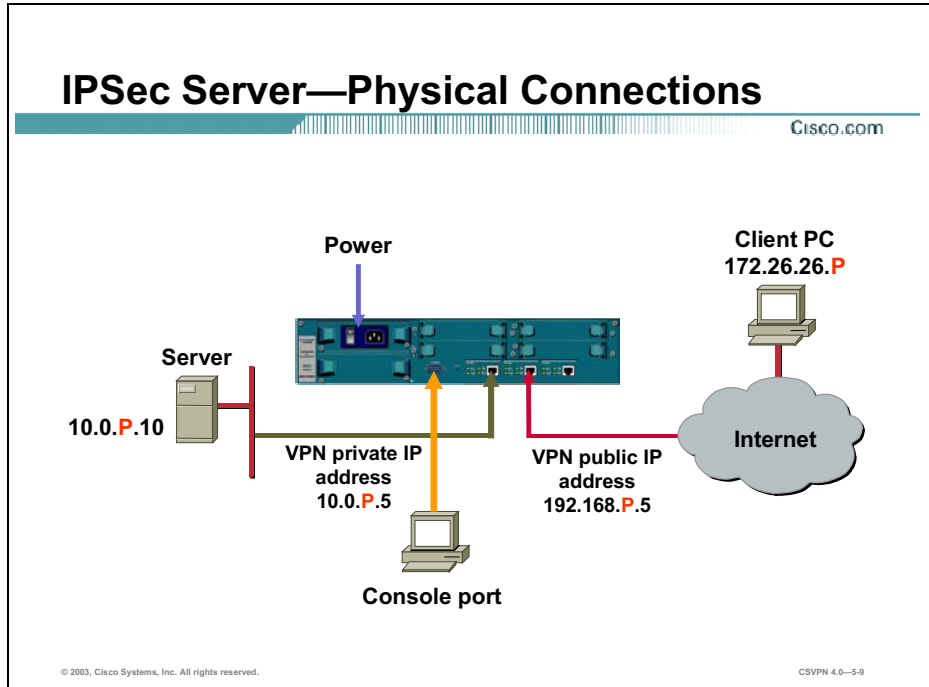 IPSec Server—Physical Connections
Cisco.com
Power
Client PC
172.26.26.P
Server
10.0.P.10
VPN private IP
address
10.0.P.5
VPN public IP
address
192.168.P.5
Internet
Console port
© 2003, Cisco Systems, Inc. All rights reserved.
CSVPN 4.0—5-9